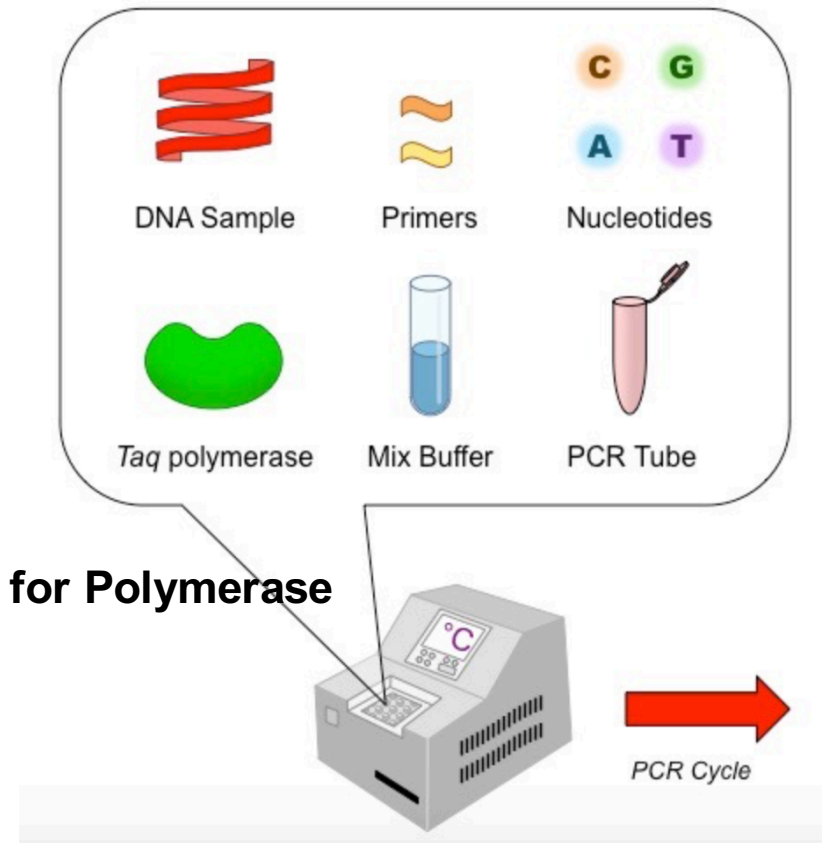 C G
A T
DNA Sample Primers Nucleotides
Taq polymerase Mix Buffer PCR Tube
for Polymerase
°C
PCR Cycle